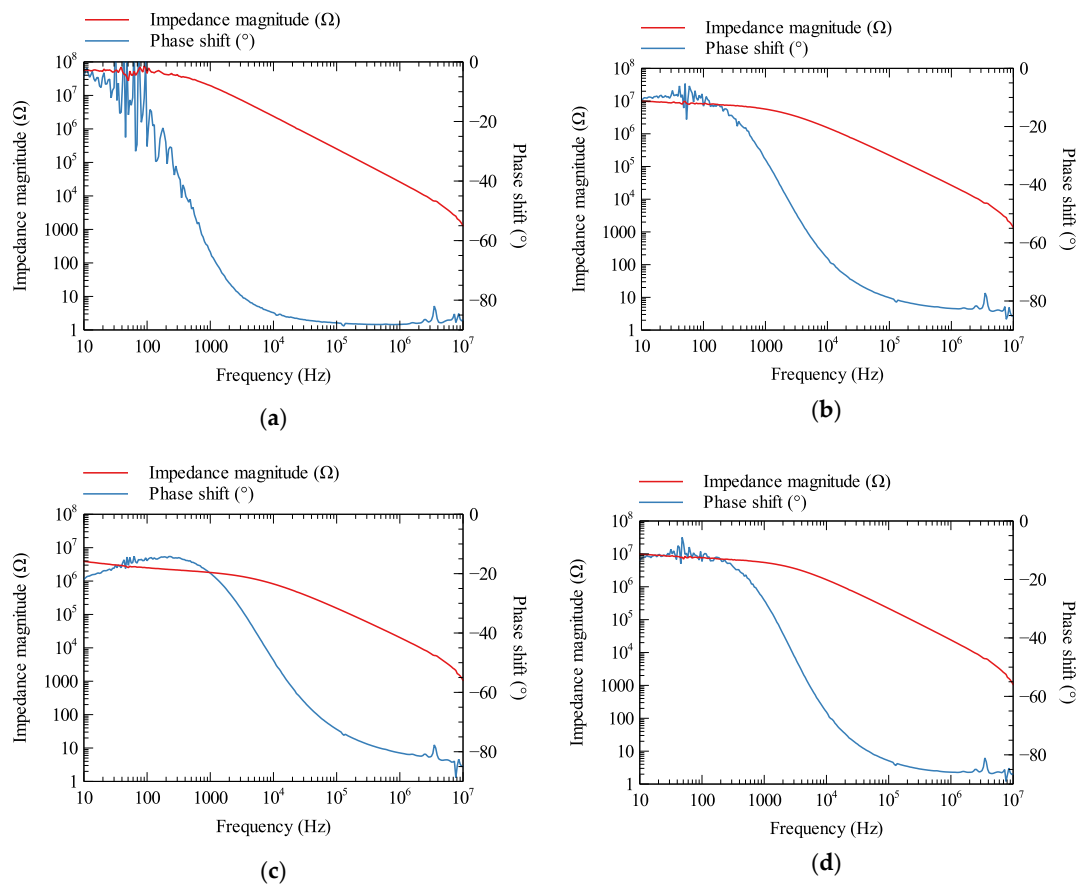 Impedance magnitude (Ω)
Phase shift (°)
10⁸
10⁷
10⁶
10⁵
10⁴
1000
100
10
1
0
−20
−40
−60
−80
10 100 1000 10⁴ 10⁵ 10⁶ 10⁷
Impedance magnitude (Ω)
Phase shift (°)
Frequency (Hz)
(a)
Impedance magnitude (Ω)
Phase shift (°)
10⁸
10⁷
10⁶
10⁵
10⁴
1000
100
10
1
0
−20
−40
−60
−80
10 100 1000 10⁴ 10⁵ 10⁶ 10⁷
Impedance magnitude (Ω)
Phase shift (°)
Frequency (Hz)
(b)
Impedance magnitude (Ω)
Phase shift (°)
10⁸
10⁷
10⁶
10⁵
10⁴
1000
100
10
1
0
−20
−40
−60
−80
10 100 1000 10⁴ 10⁵ 10⁶ 10⁷
Impedance magnitude (Ω)
Phase shift (°)
Frequency (Hz)
(c)
Impedance magnitude (Ω)
Phase shift (°)
10⁸
10⁷
10⁶
10⁵
10⁴
1000
100
10
1
0
−20
−40
−60
−80
10 100 1000 10⁴ 10⁵ 10⁶ 10⁷
Impedance magnitude (Ω)
Phase shift (°)
Frequency (Hz)
(d)